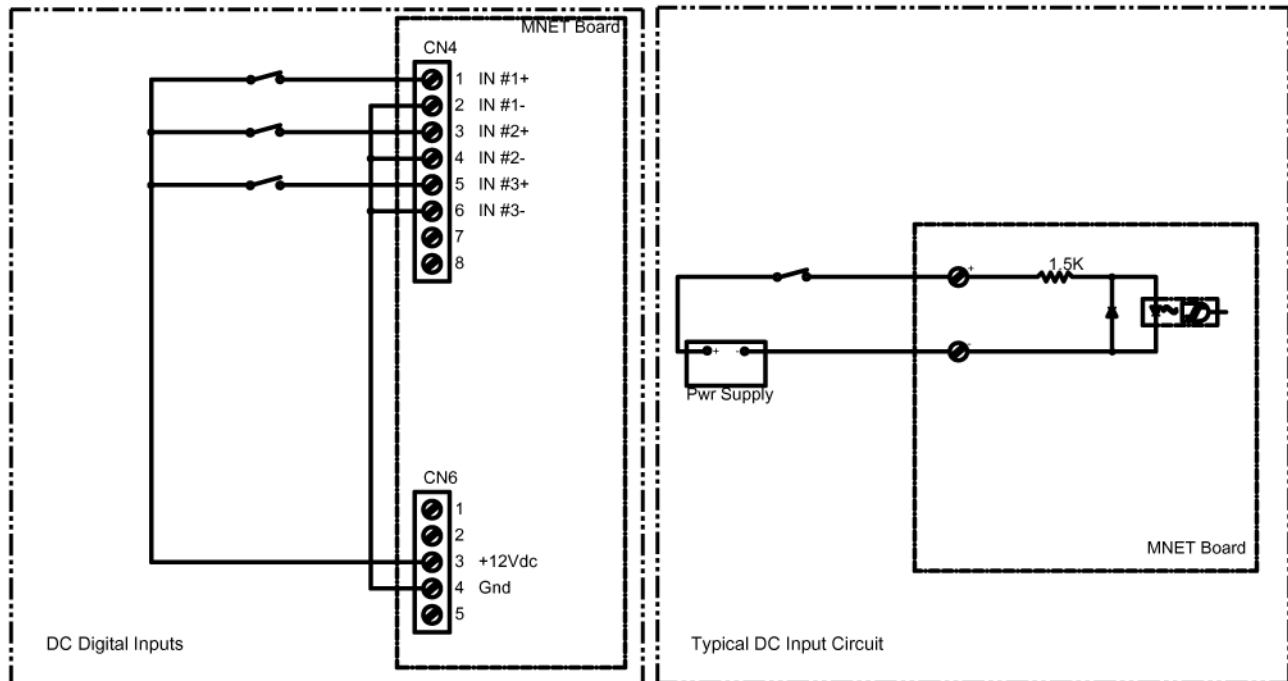 MNET Board
CN4
1 IN #1+
2 IN #1-
3 IN #2+
4 IN #2-
5 IN #3+
6 IN #3-
7
8
CN6
1
2
3 +12Vdc
4 Gnd
5
DC Digital Inputs
1.5K
+
-
+ -
Pwr Supply
MNET Board
Typical DC Input Circuit